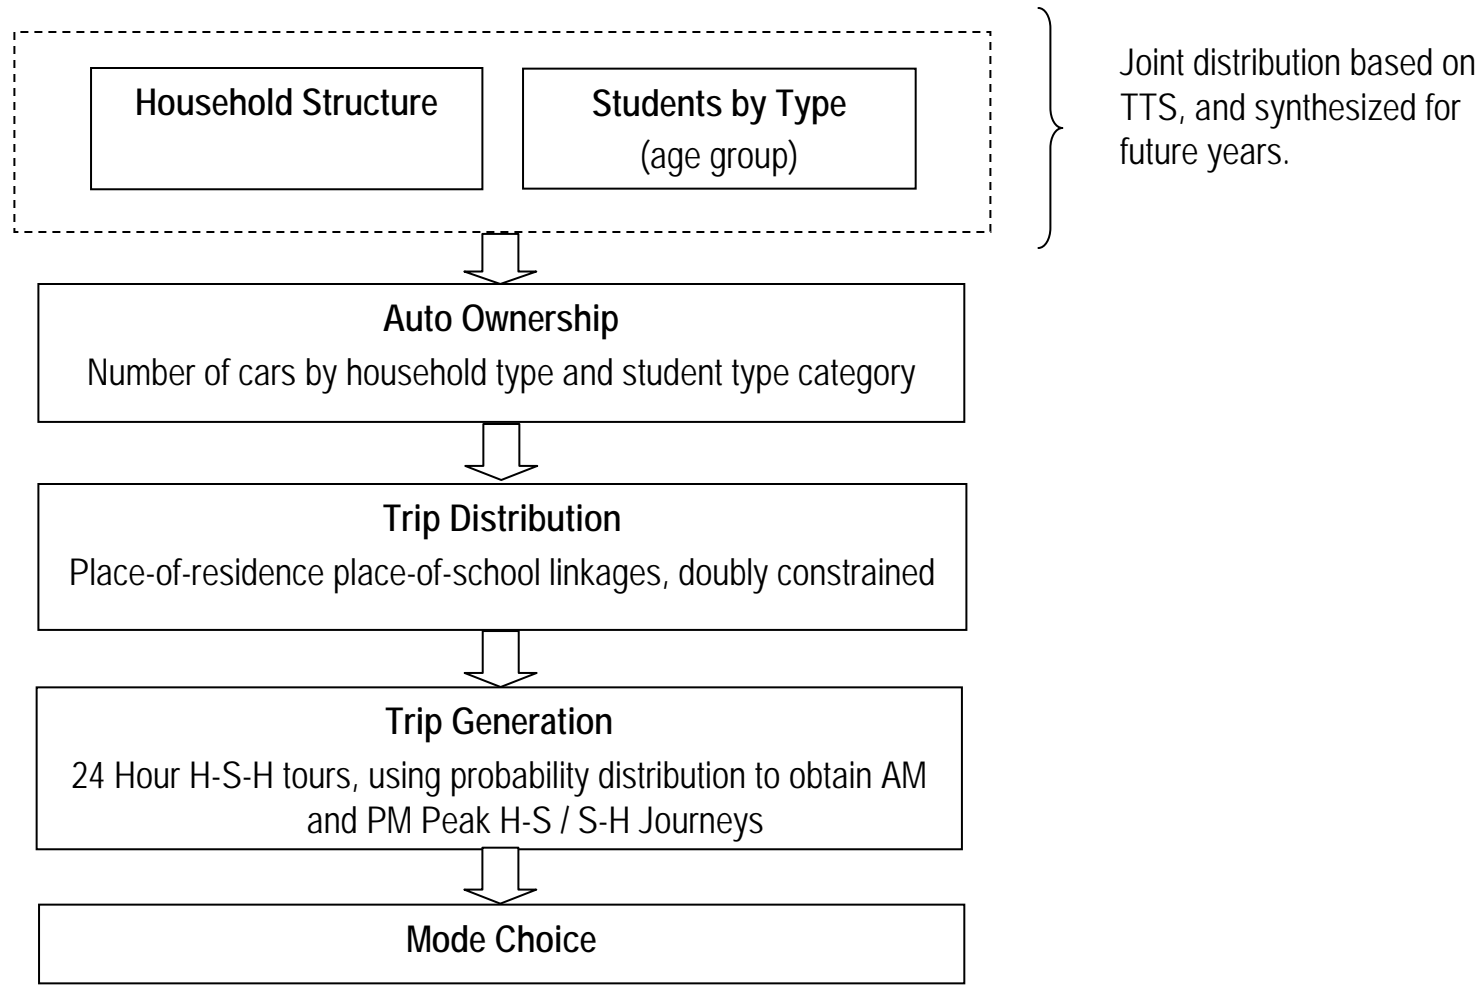 Household Structure
Students by Type
(age group)
Joint distribution based on
TTS, and synthesized for
future years.
Auto Ownership
Number of cars by household type and student type category
Trip Distribution
Place-of-residence place-of-school linkages, doubly constrained
Trip Generation
24 Hour H-S-H tours, using probability distribution to obtain AM
and PM Peak H-S / S-H Journeys
Mode Choice